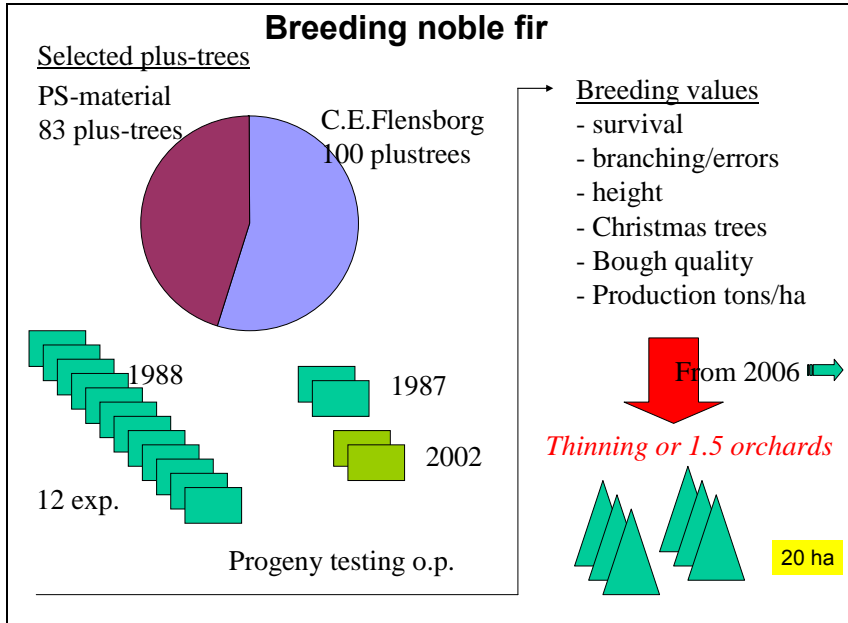 Breeding noble fir
Selected plus-trees
PS-material
83 plus-trees
C.E.Flensborg
100 plustrees
1988
12 exp.
1987
2002
Progeny testing o.p.
Breeding values
- survival
- branching/errors
- height
- Christmas trees
- Bough quality
- Production tons/ha
From 2006
Thinning or 1.5 orchards
20 ha